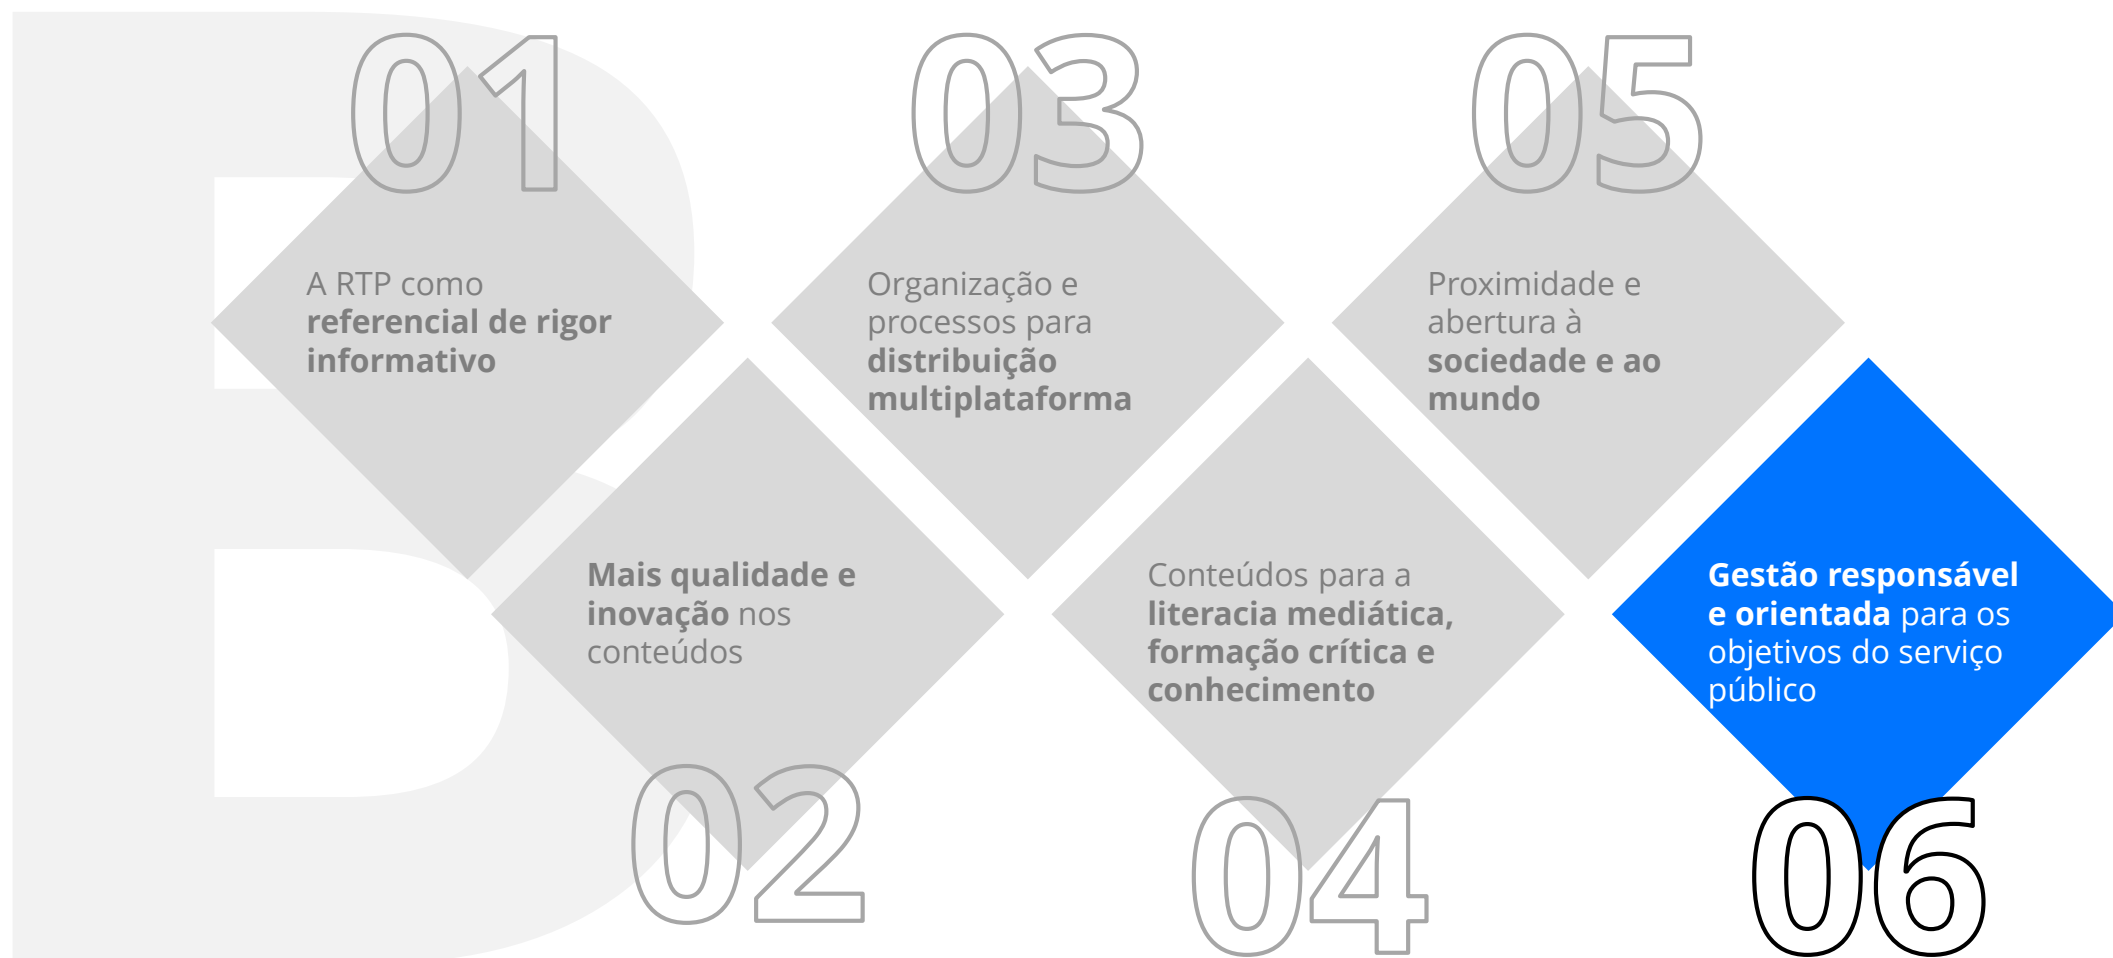 01
A RTP como
referencial de rigor
informativo
02
Mais qualidade e
inovação nos
conteúdos
03
Organização e
processos para
distribuição
multiplataforma
04
Conteúdos para a
literacia mediática,
formação crítica e
conhecimento
05
Proximidade e
abertura à
sociedade e ao
mundo
06
Gestão responsável
e orientada para os
objetivos do serviço
público
B